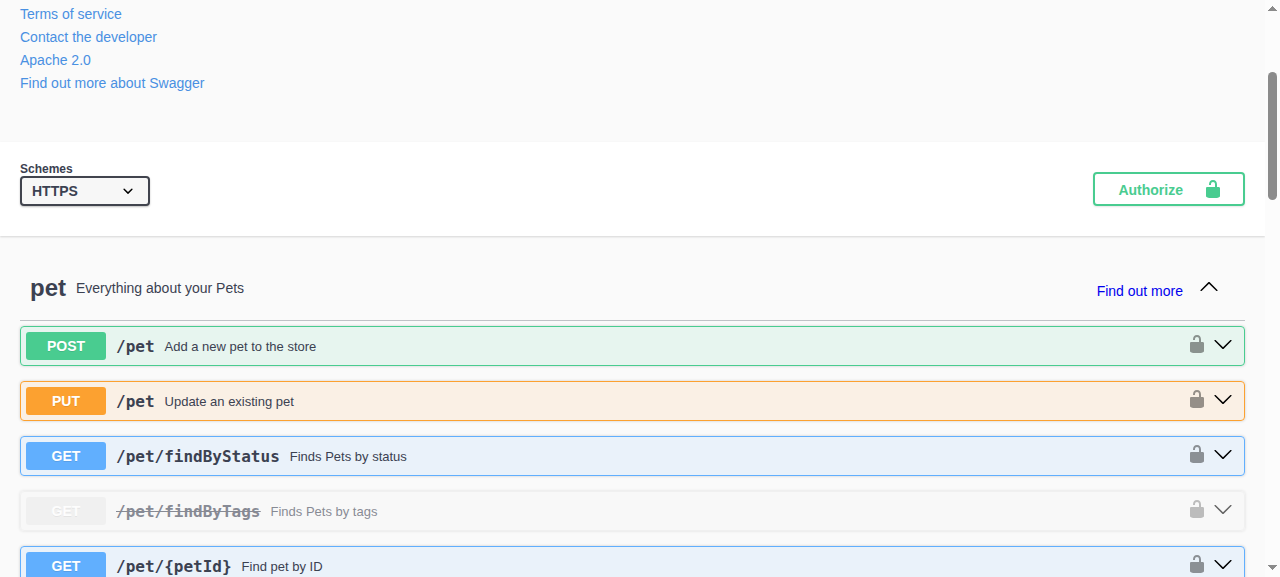 Terms of service
Contact the developer
Apache 2.0
Find out more about Swagger
Schemes
HTTPS
Authorize
pet Everything about your Pets Find out more
POST /pet Add a new pet to the store
PUT /pet Update an existing pet
GET /pet/findByStatus Finds Pets by status
GET /pet/findByTags Finds Pets by tags
GET /pet/{petId} Find pet by ID